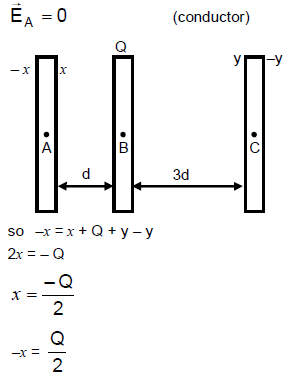 E⃗_A = 0 (conductor)
Q
– x x y –y
A B C
d 3d
so –x = x + Q + y – y
2x = – Q
x = –Q/2
–x = Q/2